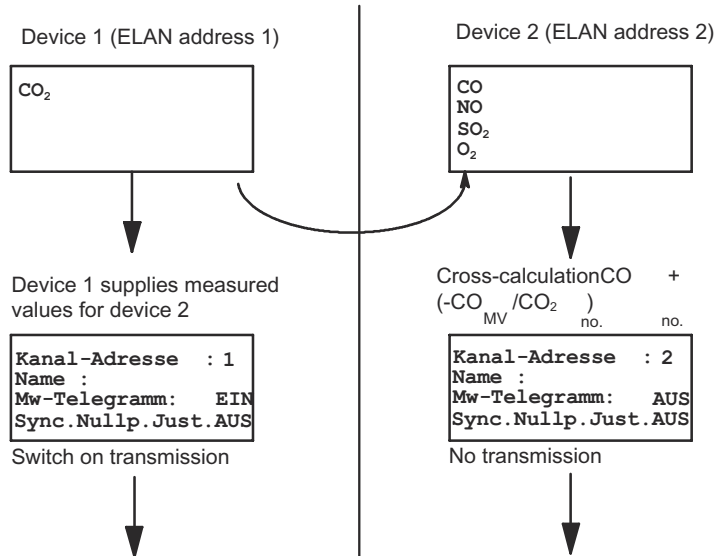 Device 1 (ELAN address 1)
CO₂
Device 1 supplies measured
values for device 2
Kanal-Adresse : 1
Name :
Mw-Telegramm: EIN
Sync.Nullp.Just.AUS
Switch on transmission
Device 2 (ELAN address 2)
CO
NO
SO₂
O₂
Cross-calculationCO +
(-CO MV /CO₂ no. ) no.
Kanal-Adresse : 2
Name :
Mw-Telegramm: AUS
Sync.Nullp.Just.AUS
No transmission